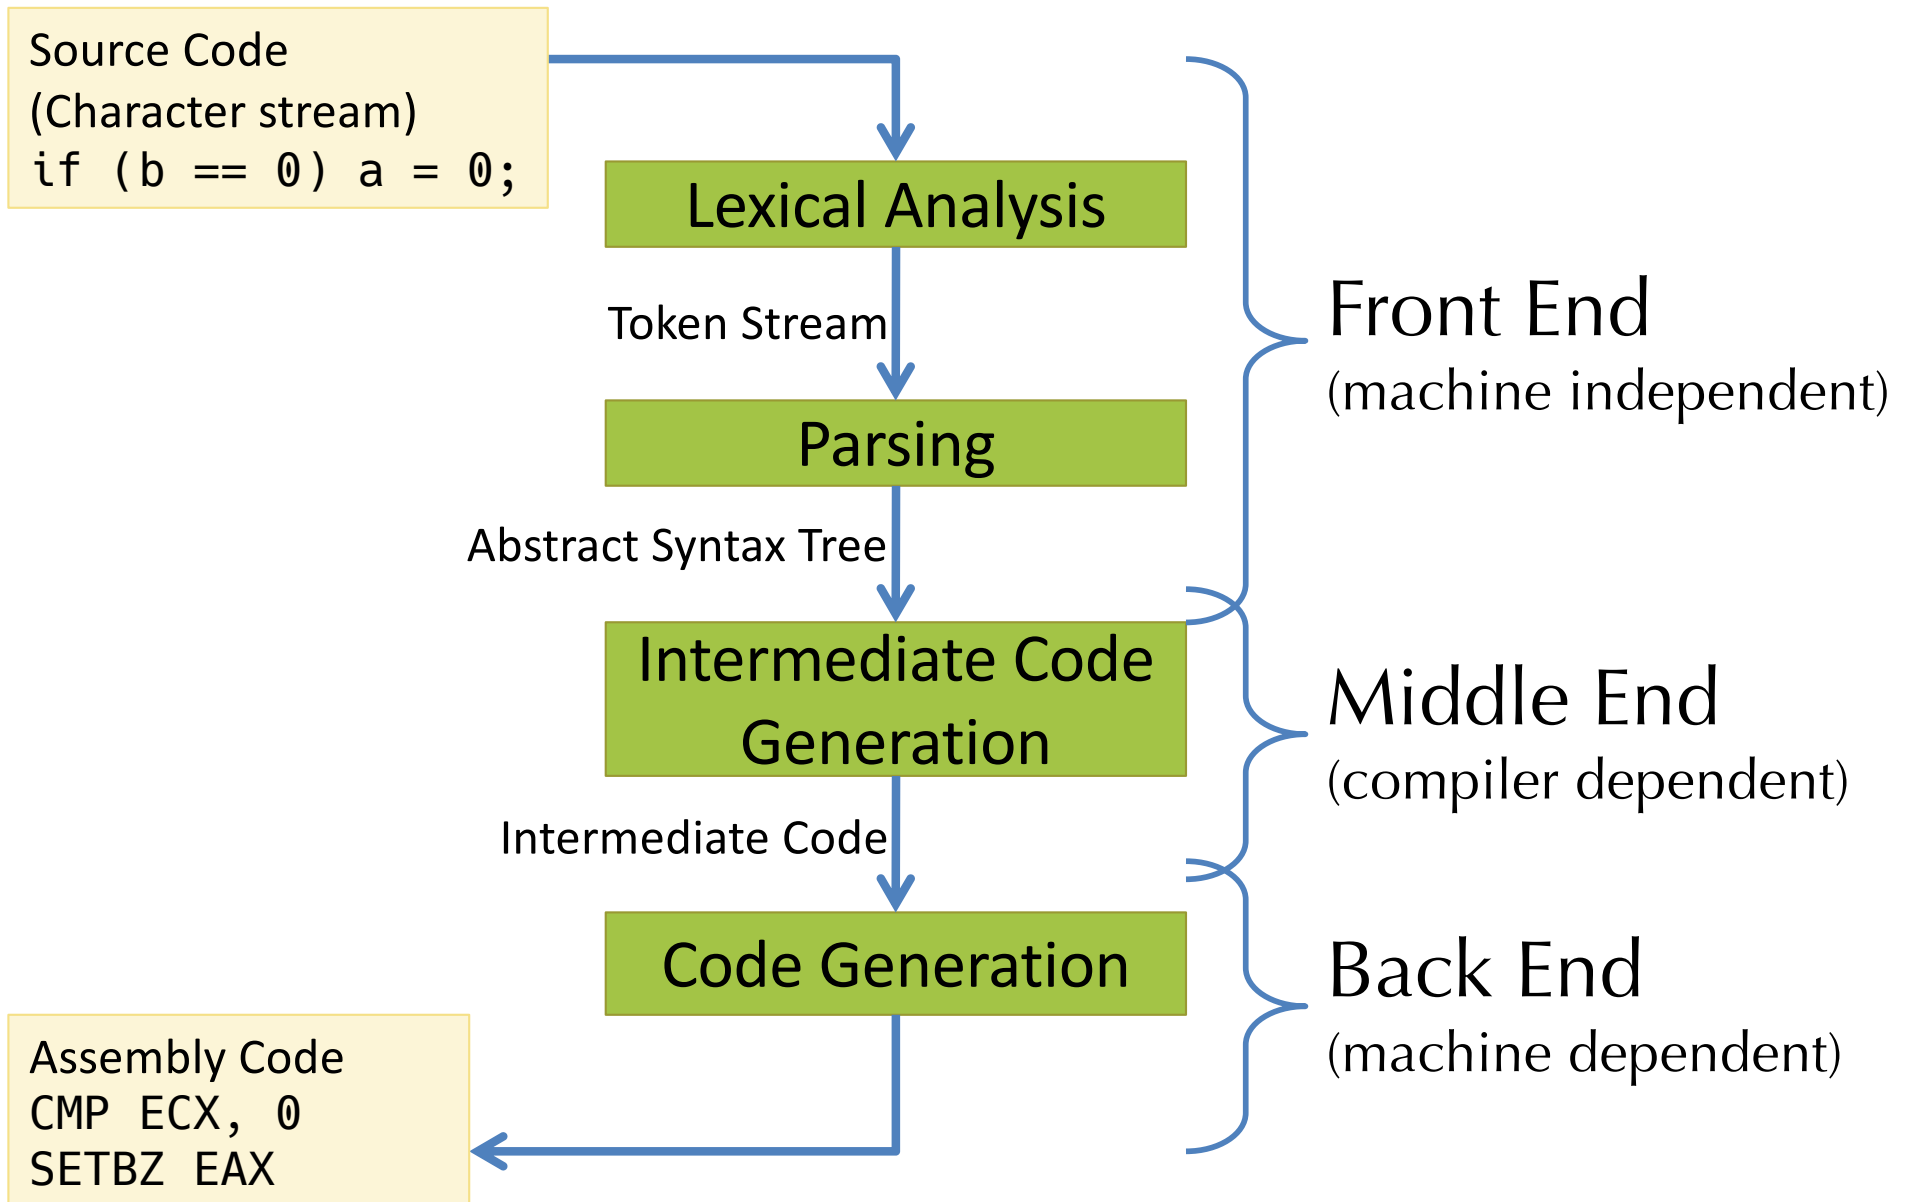 Source Code
(Character stream)
if (b == 0) a = 0;
Lexical Analysis
Token Stream
Parsing
Abstract Syntax Tree
Intermediate Code
Generation
Intermediate Code
Code Generation
Assembly Code
CMP ECX, 0
SETBZ EAX
Front End
(machine independent)
Middle End
(compiler dependent)
Back End
(machine dependent)